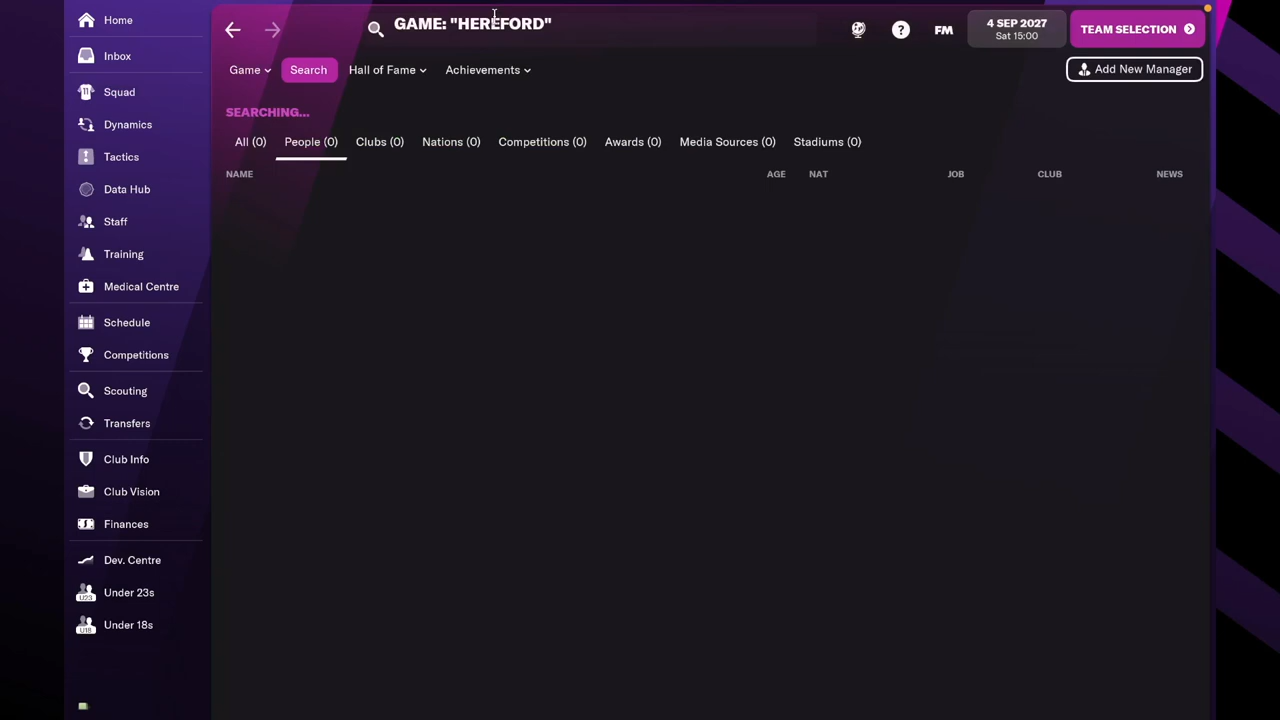 Home
Inbox
Squad
Dynamics
Tactics
Data Hub
Staff
Training
Medical Centre
Schedule
Competitions
Scouting
Transfers
Club Info
Club Vision
Finances
Dev. Centre
U23 Under 23s
U18 Under 18s
GAME: "HEREFORD"
? FM 4 SEP 2027 TEAM SELECTION
Sat 15:00
Game Search Hall of Fame Achievements Add New Manager
SEARCHING...
All (0) People (0) Clubs (0) Nations (0) Competitions (0) Awards (0) Media Sources (0) Stadiums (0)
NAME AGE NAT JOB CLUB NEWS